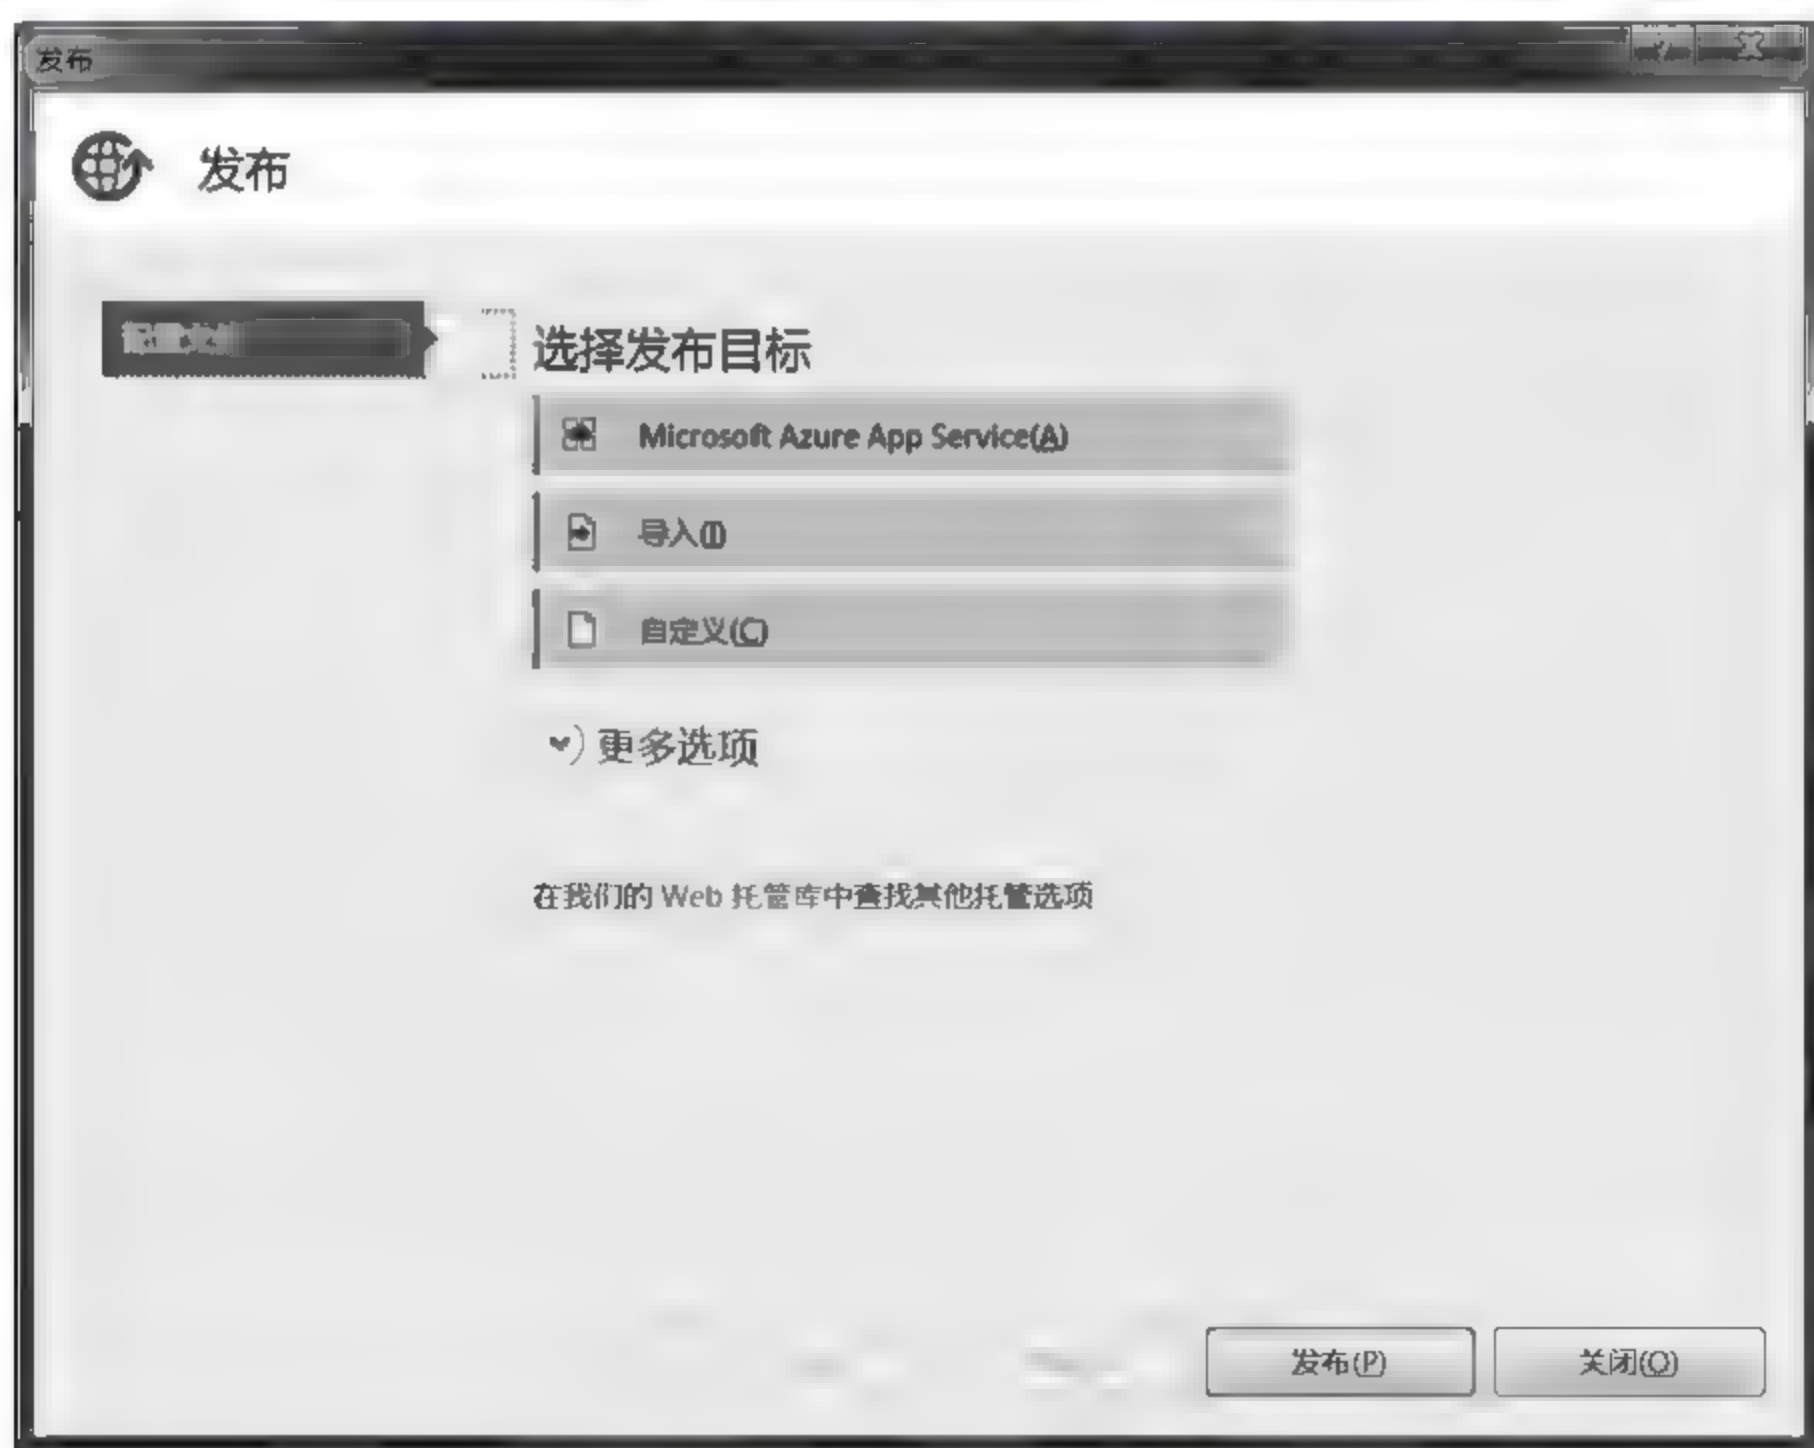 发布
发布
选择发布目标
Microsoft Azure App Service(A)
导入(I)
自定义(C)
更多选项
在我们的 Web 托管库中查找其他托管选项
发布(P)
关闭(O)